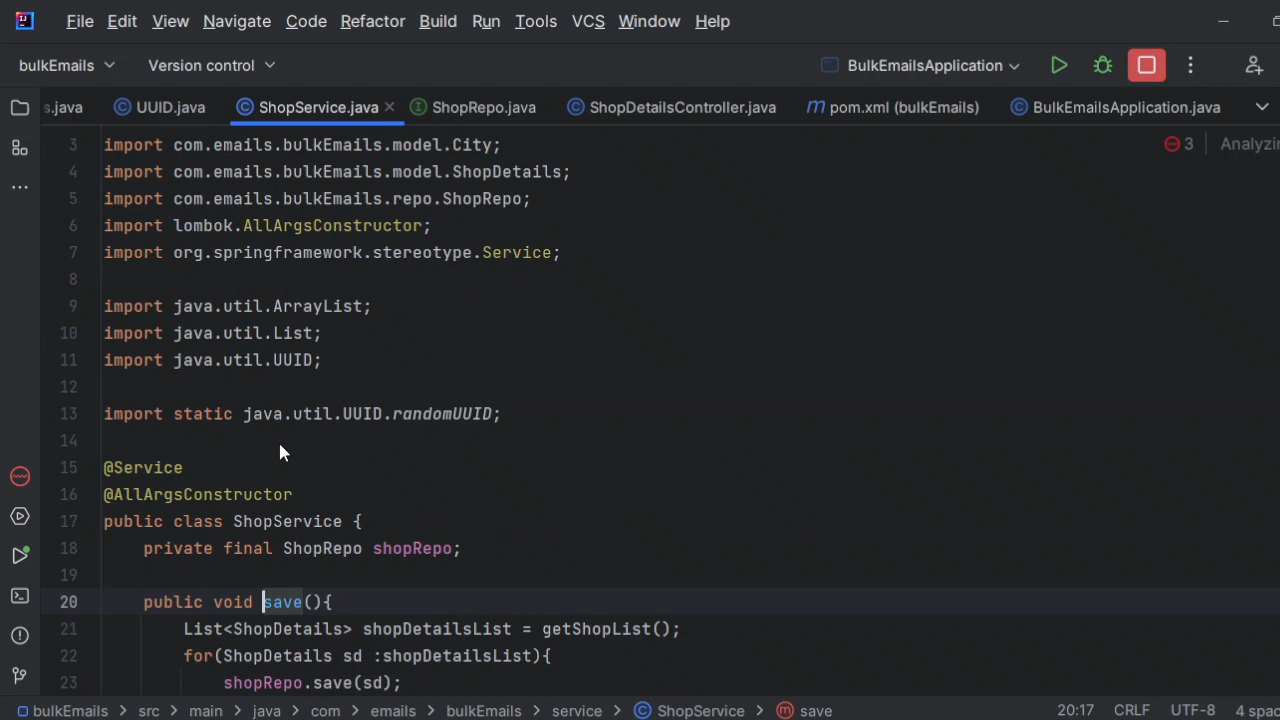 File Edit View Navigate Code Refactor Build Run Tools VCS Window Help
bulkEmails Version control BulkEmailsApplication
s.java UUID.java ShopService.java ShopRepo.java ShopDetailsController.java pom.xml (bulkEmails) BulkEmailsApplication.java
3 import com.emails.bulkEmails.model.City; 3 Analyzi
4 import com.emails.bulkEmails.model.ShopDetails;
5 import com.emails.bulkEmails.repo.ShopRepo;
6 import lombok.AllArgsConstructor;
7 import org.springframework.stereotype.Service;
8
9 import java.util.ArrayList;
10 import java.util.List;
11 import java.util.UUID;
12
13 import static java.util.UUID.randomUUID;
14
15 @Service
16 @AllArgsConstructor
17 public class ShopService {
18 private final ShopRepo shopRepo;
19
20 public void save(){
21 List<ShopDetails> shopDetailsList = getShopList();
22 for(ShopDetails sd :shopDetailsList){
23 shopRepo.save(sd);
bulkEmails > src > main > java > com > emails > bulkEmails > service > ShopService > save 20:17 CRLF UTF-8 4 spac